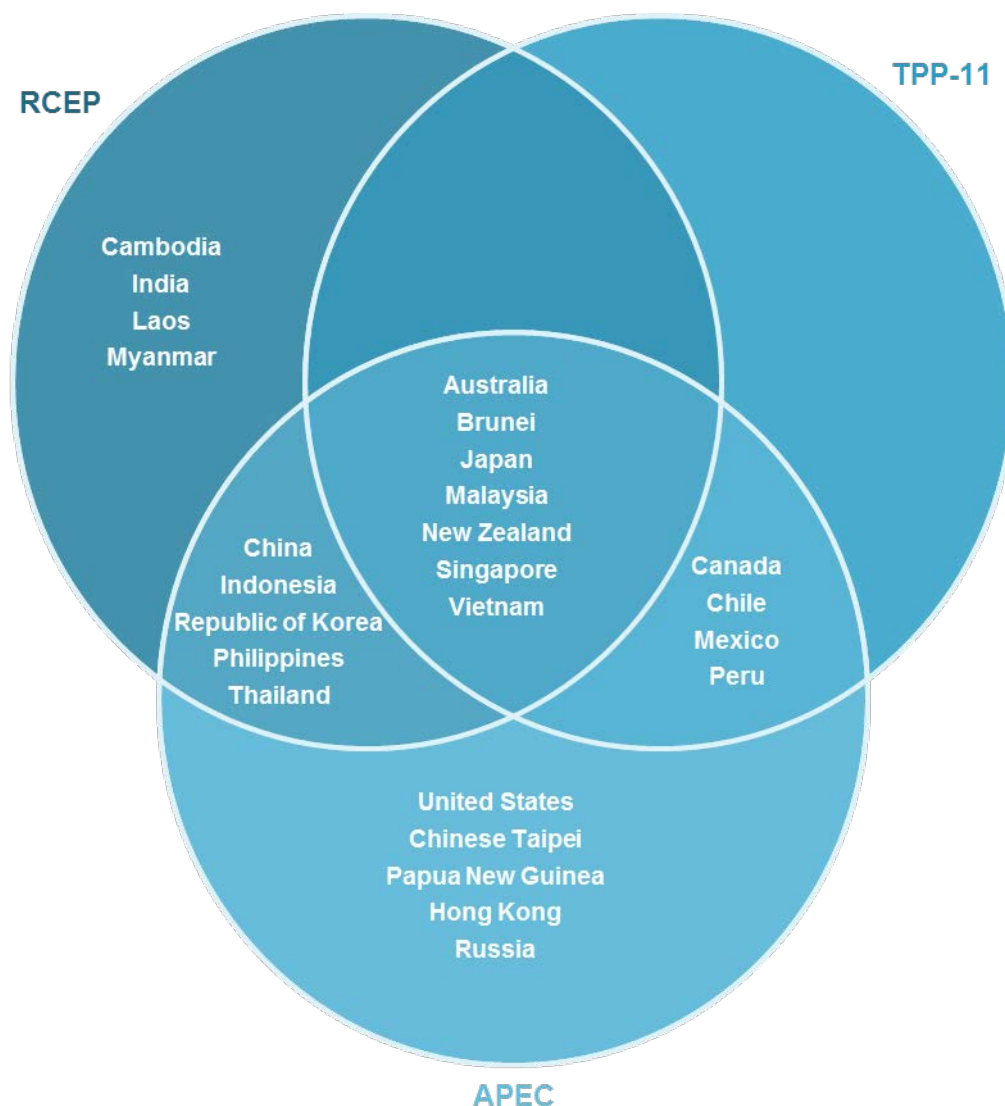 RCEP
TPP-11
Cambodia
India
Laos
Myanmar
Australia
Brunei
Japan
Malaysia
New Zealand
Singapore
Vietnam
China
Indonesia
Republic of Korea
Philippines
Thailand
Canada
Chile
Mexico
Peru
United States
Chinese Taipei
Papua New Guinea
Hong Kong
Russia
APEC